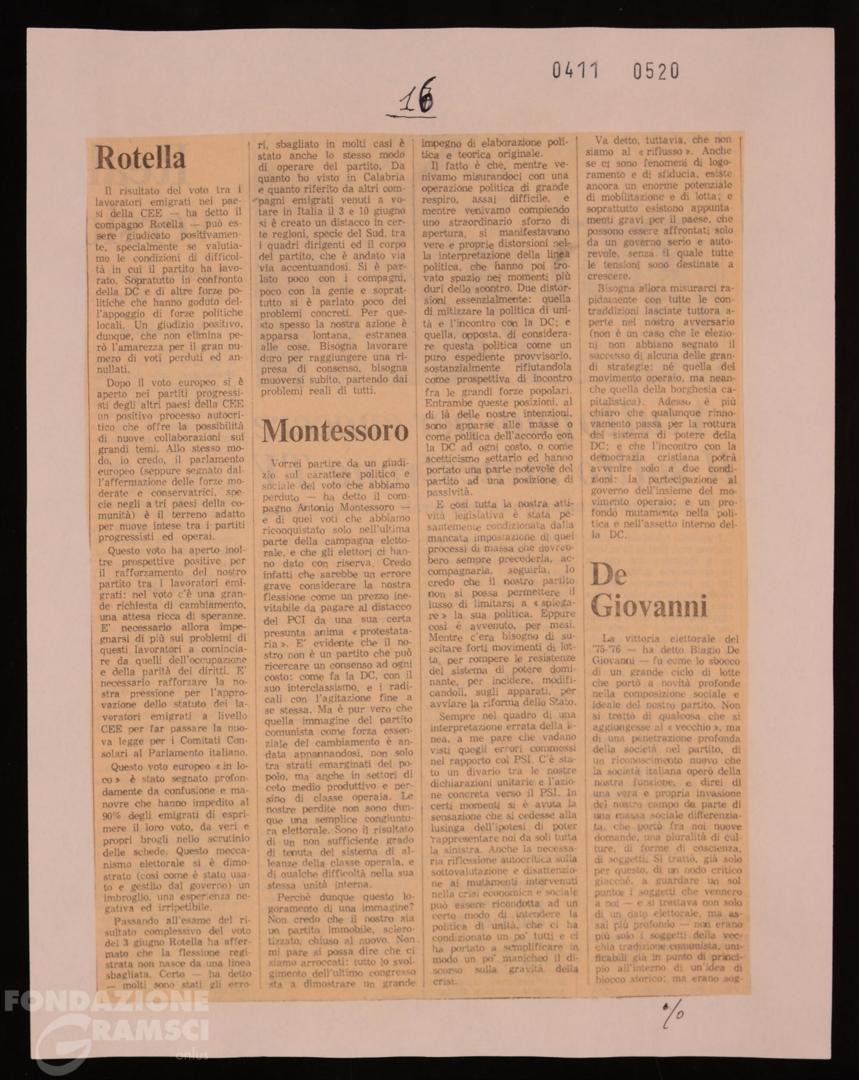 0411 0520
16
Rotella
Il risultato del voto tra i
lavoratori emigrati nei pae-
si della CEE — ha detto il
compagno Rotella — può es-
sere giudicato positivamen-
te, specialmente se valutia-
mo le condizioni di difficol-
tà in cui il partito ha lavo-
rato. Soprattutto in confronto
della DC e di altre forze po-
litiche che hanno goduto del-
l'appoggio di forze politiche
locali. Un giudizio positivo,
dunque, che non elimina pe-
rò l'amarezza per il gran nu-
mero di voti perduti ed an-
nullati.
Dopo il voto europeo si è
aperto nei partiti progressi-
sti degli altri paesi della CEE
un positivo processo autocri-
tico che offre la possibilità
di nuove collaborazioni sui
grandi temi. Allo stesso mo-
do, io credo, il parlamento
europeo (seppure segnato dal-
l'affermazione delle forze mo-
derate e conservatrici, spe-
cie negli a tri paesi della co-
munità) è il terreno adatto
per nuove intese tra i partiti
progressisti ed operai.
Questo voto ha aperto inol-
tre prospettive positive per
il rafforzamento del nostro
partito tra i lavoratori emi-
grati: nel voto c'è una gran-
de richiesta di cambiamento,
una attesa ricca di speranze.
E' necessario allora impe-
gnarsi di più sui problemi di
questi lavoratori a comincia-
re da quelli dell'occupazione
e della parità dei diritti. E'
necessario rafforzare la no-
stra pressione per l'appro-
vazione dello statuto dei la-
voratori emigrati a livello
CEE per far passare la nuo-
va legge per i Comitati Con-
solari al Parlamento italiano.
Questo voto europeo « in lo-
co » è stato segnato profon-
damente da confusione e ma-
novre che hanno impedito al
90% degli emigrati di espri-
mere il loro voto, da veri e
propri brogli nello scrutinio
delle schede. Questo mecca-
nismo elettorale si è dimo-
strato (così come è stato usa-
to e gestito dal governo) un
imbroglio, una esperienza ne-
gativa ed irripetibile.
Passando all'esame del ri-
sultato complessivo del voto
del 3 giugno Rotella ha affer-
mato che la flessione regi-
strata non nasce da una linea
sbagliata. Certo — ha detto
— molti sono stati gli erro-
ri, sbagliato in molti casi è
stato anche lo stesso modo
di operare del partito. Da
quanto ho visto in Calabria
e quanto riferito da altri com-
pagni emigrati venuti a vo-
tare in Italia il 3 e 10 giugno
si è creato un distacco in cer-
te regioni, specie del Sud, tra
i quadri dirigenti ed il corpo
del partito, che è andato via
via accentuandosi. Si è par-
lato poco con i compagni,
poco con la gente e soprat-
tutto si è parlato poco dei
problemi concreti. Per que-
sto spesso la nostra azione è
apparsa lontana, estranea
alle cose. Bisogna lavorare
duro per raggiungere una ri-
presa di consenso, bisogna
muoversi subito, partendo dai
problemi reali di tutti.
Montessoro
Vorrei partire da un giudi-
zio sul carattere politico e
sociale del voto che abbiamo
perduto — ha detto il com-
pagno Antonio Montessoro —
e di quei voti che abbiamo
riconquistato solo nell'ultima
parte della campagna eletto-
rale, e che gli elettori ci han-
no dato con riserva. Credo
infatti che sarebbe un errore
grave considerare la nostra
flessione come un prezzo ine-
vitabile da pagare al distacco
del PCI da una sua certa
presunta anima « protestata-
ria ». E' evidente che il no-
stro non è un partito che può
ricercare un consenso ad ogni
costo: come fa la DC, con il
suo interclassismo, e i radi-
cali con l'agitazione fine a
se stessa. Ma è pur vero che
quella immagine del partito
comunista come forza essen-
ziale del cambiamento è an-
data appannandosi, non solo
tra strati emarginati del po-
polo, ma anche in settori di
ceto medio produttivo e per-
sino di classe operaia. Le
nostre perdite non sono dun-
que una semplice congiuntu-
ra elettorale. Sono il risultato
di un non sufficiente grado
di tenuta del sistema di al-
leanze della classe operaia, e
di qualche difficoltà nella sua
stessa unità interna.
Perchè dunque questo lo-
goramento di una immagine?
Non credo che il nostro sia
un partito immobile, sclero-
tizzato, chiuso al nuovo. Non
mi pare si possa dire che ci
siamo arroccati: tutto lo svol-
gimento dell'ultimo congresso
sta a dimostrare un grande
impegno di elaborazione poli-
tica e teorica originale.
Il fatto è che, mentre ve-
nivamo misurandoci con una
operazione politica di grande
respiro, assai difficile, e
mentre venivamo compiendo
uno straordinario sforzo di
apertura, si manifestavano
vere e proprie distorsioni nel-
la interpretazione della linea
politica, che hanno poi tro-
vato spazio nei momenti più
duri dello scontro. Due distor-
sioni essenzialmente: quella
di mitizzare la politica di uni-
tà e l'incontro con la DC; e
quella, opposta, di considera-
re questa politica come un
puro espediente provvisorio,
sostanzialmente rifiutandola
come prospettiva di incontro
fra le grandi forze popolari.
Entrambe queste posizioni, al
di là delle nostre intenzioni,
sono apparse alle masse o
come politica dell'accordo con
la DC ad ogni costo, o come
scetticismo settario ed hanno
portato una parte notevole del
partito ad una posizione di
passività.
E così tutta la nostra atti-
vità legislativa è stata pe-
santemente condizionata dalla
mancata impostazione di quei
processi di massa che dovreb-
bero sempre precederla, ac-
compagnarla, seguirla. Io
credo che il nostro partito
non si possa permettere il
lusso di limitarsi a « spiega-
re » la sua politica. Eppure
così è avvenuto, per mesi.
Mentre c'era bisogno di su-
scitare forti movimenti di lot-
ta, per rompere le resistenze
del sistema di potere domi-
nante, per incidere, modifi-
candoli, sugli apparati, per
avviare la riforma dello Stato.
Sempre nel quadro di una
interpretazione errata della li-
nea, a me pare che vadano
visti quegli errori commessi
nel rapporto col PSI. C'è sta-
to un divario tra le nostre
dichiarazioni unitarie e l'azio-
ne concreta verso il PSI. In
certi momenti si è avuta la
sensazione che si cedesse alla
lusinga dell'ipotesi di poter
rappresentare noi da soli tutta
la sinistra. Anche la necessa-
ria riflessione autocritica sulla
sottovalutazione e disattenzio-
ne ai mutamenti intervenuti
nella crisi economica e sociale
può essere ricondotta ad un
certo modo di intendere la
politica di unità, che ci ha
condizionato un po' tutti e ci
ha portato a semplificare in
modo un po' manicheo il di-
scorso sulla gravità della
crisi.
Va detto, tuttavia, che non
siamo al « riflusso ». Anche
se ci sono fenomeni di logo-
ramento e di sfiducia, esiste
ancora un enorme potenziale
di mobilitazione e di lotta; e
soprattutto esistono appunta-
menti gravi per il paese, che
possono essere affrontati solo
da un governo serio e auto-
revole, senza il quale tutte
le tensioni sono destinate a
crescere.
Bisogna allora misurarci ra-
pidamente con tutte le con-
traddizioni lasciate tuttora a-
perte nel nostro avversario
(non è un caso che le elezio-
ni non abbiano segnato il
successo di alcuna delle gran-
di strategie: né quella del
movimento operaio, ma nean-
che quella della borghesia ca-
pitalistica). Adesso è più
chiaro che qualunque rinno-
vamento passa per la rottura
del sistema di potere della
DC; e che l'incontro con la
democrazia cristiana potrà
avvenire solo a due condi-
zioni: la partecipazione al
governo dell'insieme del mo-
vimento operaio; e un pro-
fondo mutamento nella poli-
tica e nell'assetto interno del-
la DC.
De
Giovanni
La vittoria elettorale del
'75-'76 — ha detto Biagio De
Giovanni — fu come lo sbocco
di un grande ciclo di lotte
che portò a novità profonde
nella composizione sociale e
ideale del nostro partito. Non
si trattò di qualcosa che si
aggiungesse al « vecchio », ma
di una penetrazione profonda
della società nel partito, di
un riconoscimento nuovo che
la società italiana operò della
nostra funzione, e direi di
una vera e propria invasione
del nostro campo da parte di
una massa sociale differenzia-
ta, che portò fra noi nuove
domande, una pluralità di cul-
ture, di forme di coscienza,
di soggetti. Si trattò, già solo
per questo, di un nodo critico
giacché, a guardare un sol
punto, i soggetti che vennero
a noi — e si trattava non solo
di un dato elettorale, ma as-
sai più profondo — non erano
più solo i soggetti della vec-
chia tradizione comunista, uni-
ficabili già in punto di princi-
pio all'interno di un'idea di
blocco storico; ma erano sog-
%
FONDAZIONE
GRAMSCI
onlus